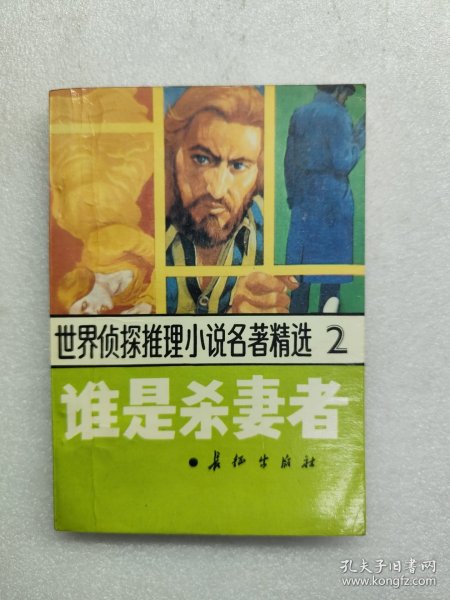 世界侦探推理小说名著精选 2
谁是杀妻者
长征出版社
孔夫子旧书网
www.kongfz.com